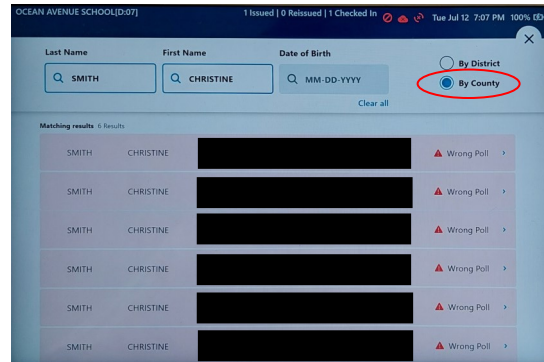 OCEAN AVENUE SCHOOL[D:07] 1 Issued | 0 Reissued | 1 Checked In Tue Jul 12 7:07 PM 100%
Last Name First Name Date of Birth
By District
SMITH CHRISTINE MM-DD-YYYY
By County
Clear all
Matching results 6 Results
SMITH CHRISTINE Wrong Poll
SMITH CHRISTINE Wrong Poll
SMITH CHRISTINE Wrong Poll
SMITH CHRISTINE Wrong Poll
SMITH CHRISTINE Wrong Poll
SMITH CHRISTINE Wrong Poll